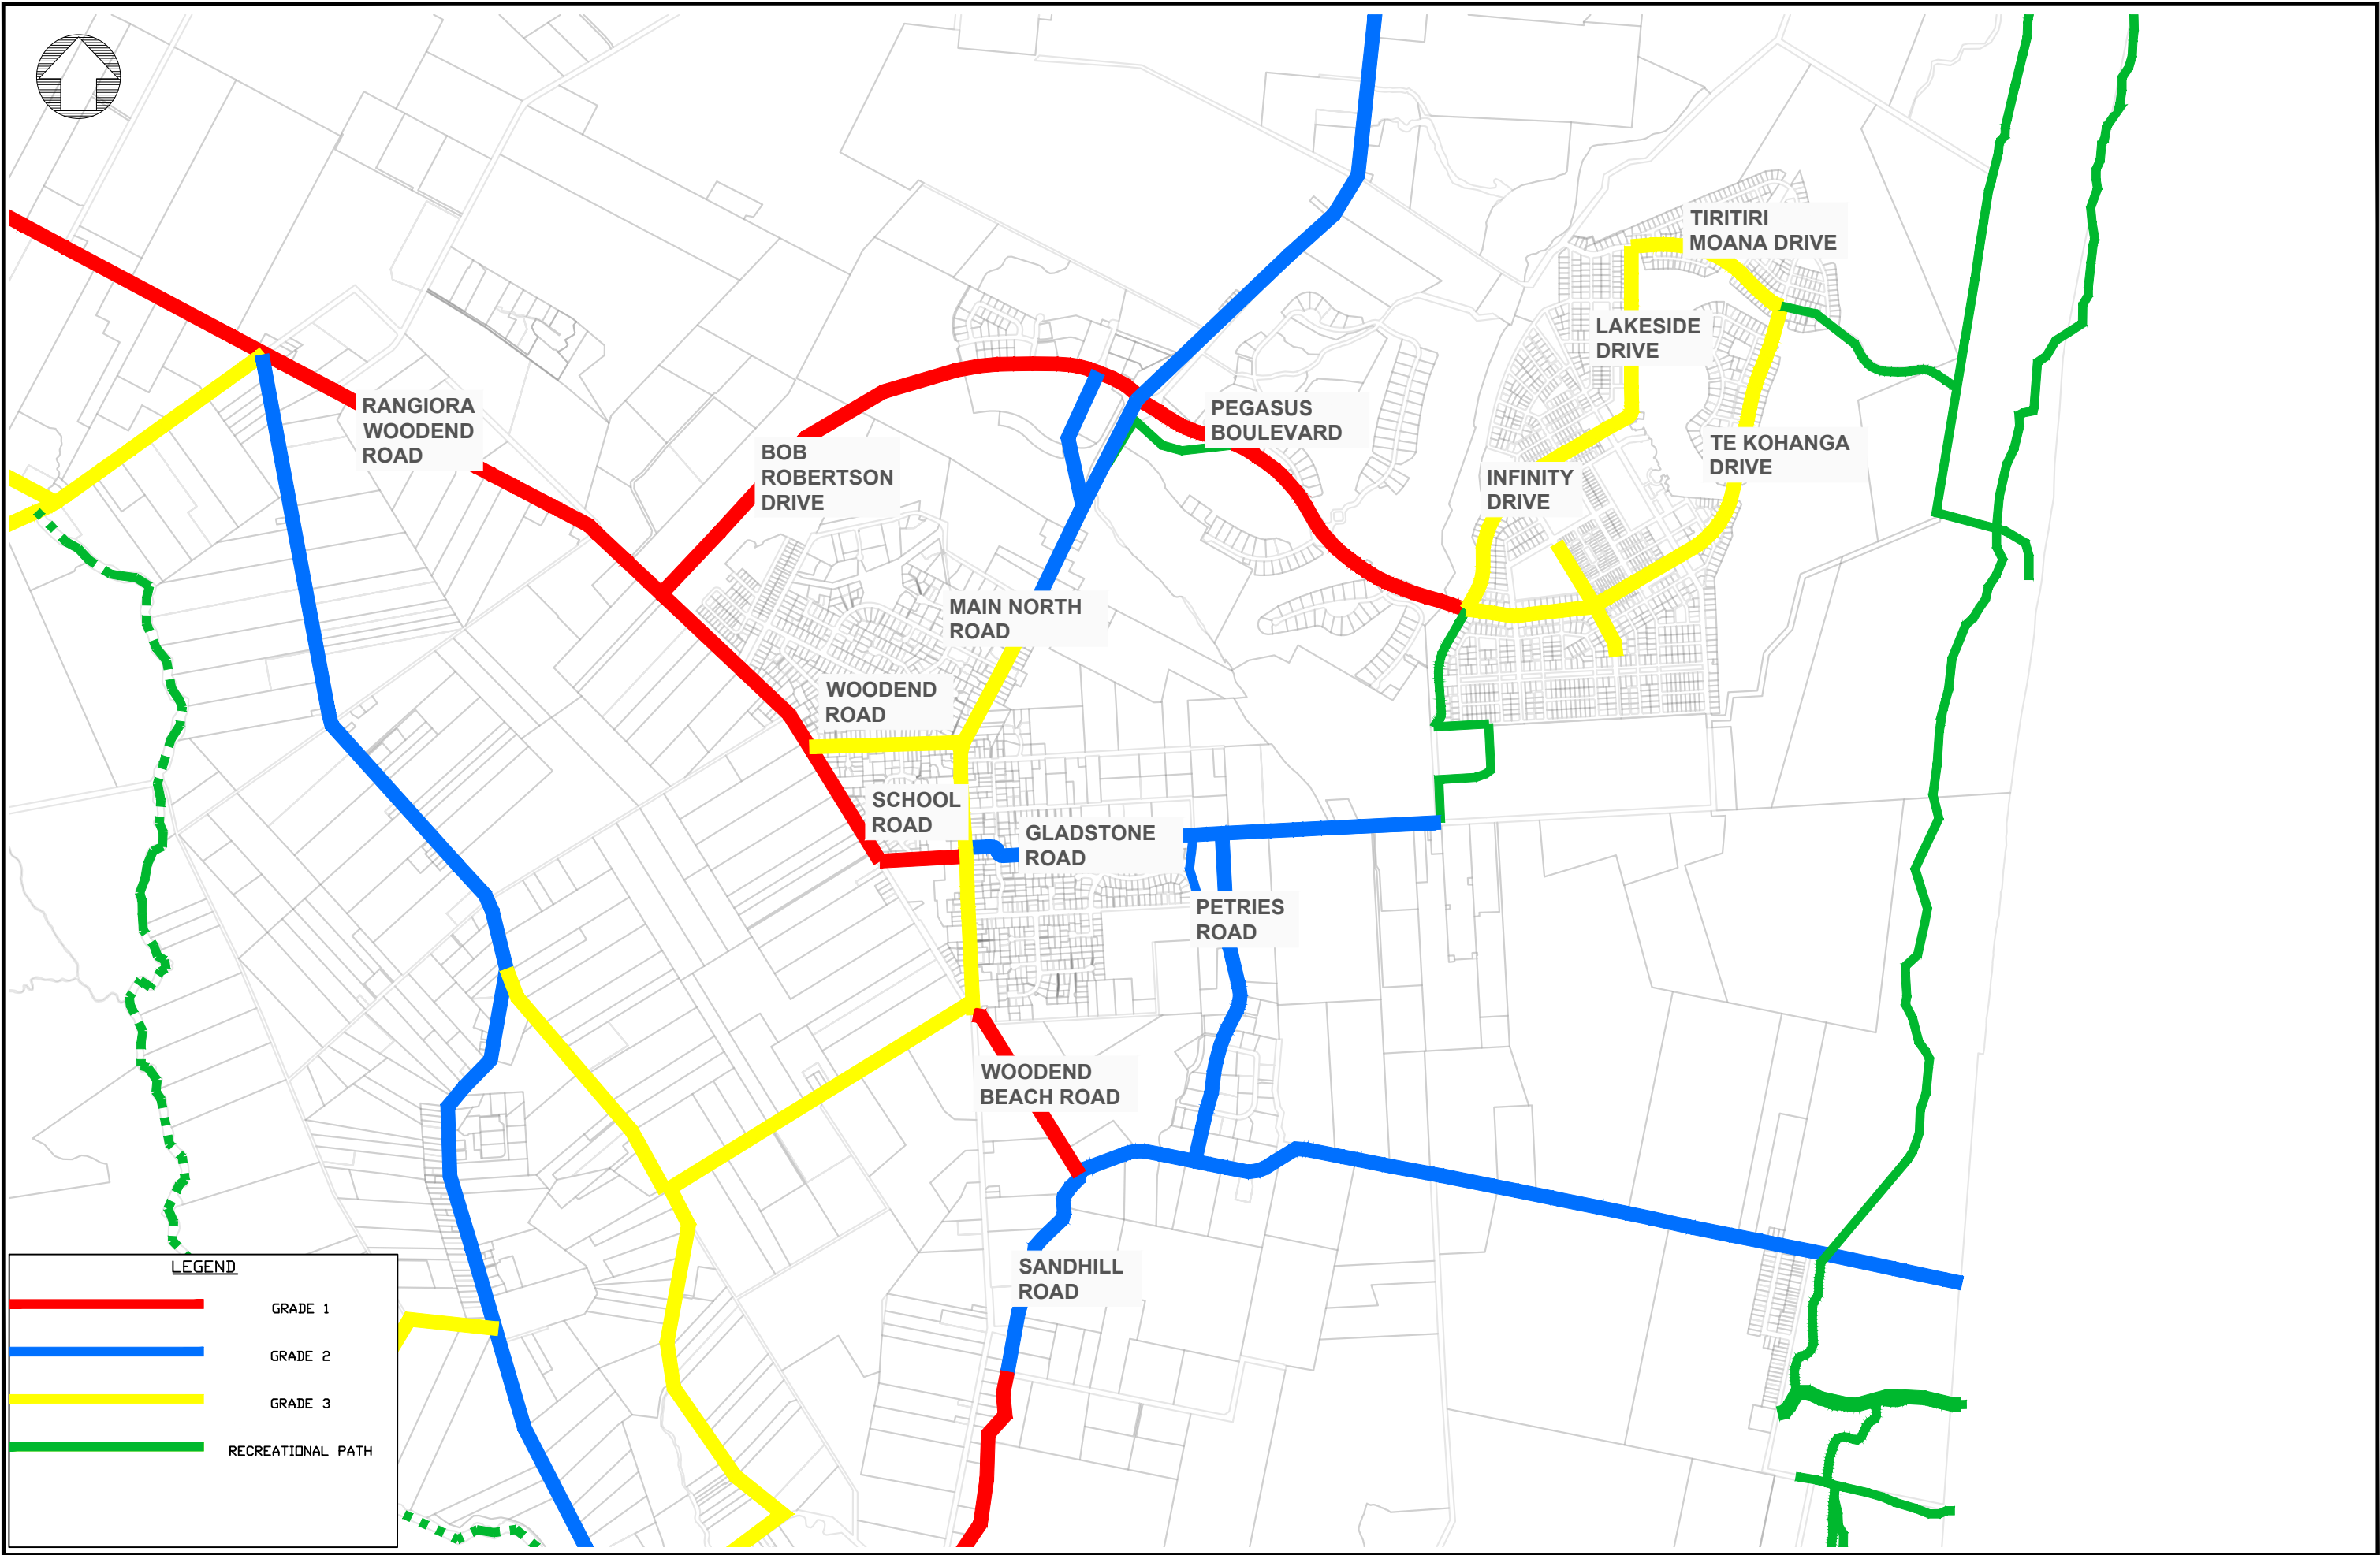 TIRITIRI
MOANA DRIVE
LAKESIDE
DRIVE
RANGIORA
WOODEND
ROAD
PEGASUS
BOULEVARD
BOB
ROBERTSON
DRIVE
TE KOHANGA
DRIVE
INFINITY
DRIVE
MAIN NORTH
ROAD
WOODEND
ROAD
SCHOOL
ROAD
GLADSTONE
ROAD
PETRIES
ROAD
WOODEND
BEACH ROAD
SANDHILL
ROAD
LEGEND
GRADE 1
GRADE 2
GRADE 3
RECREATIONAL PATH